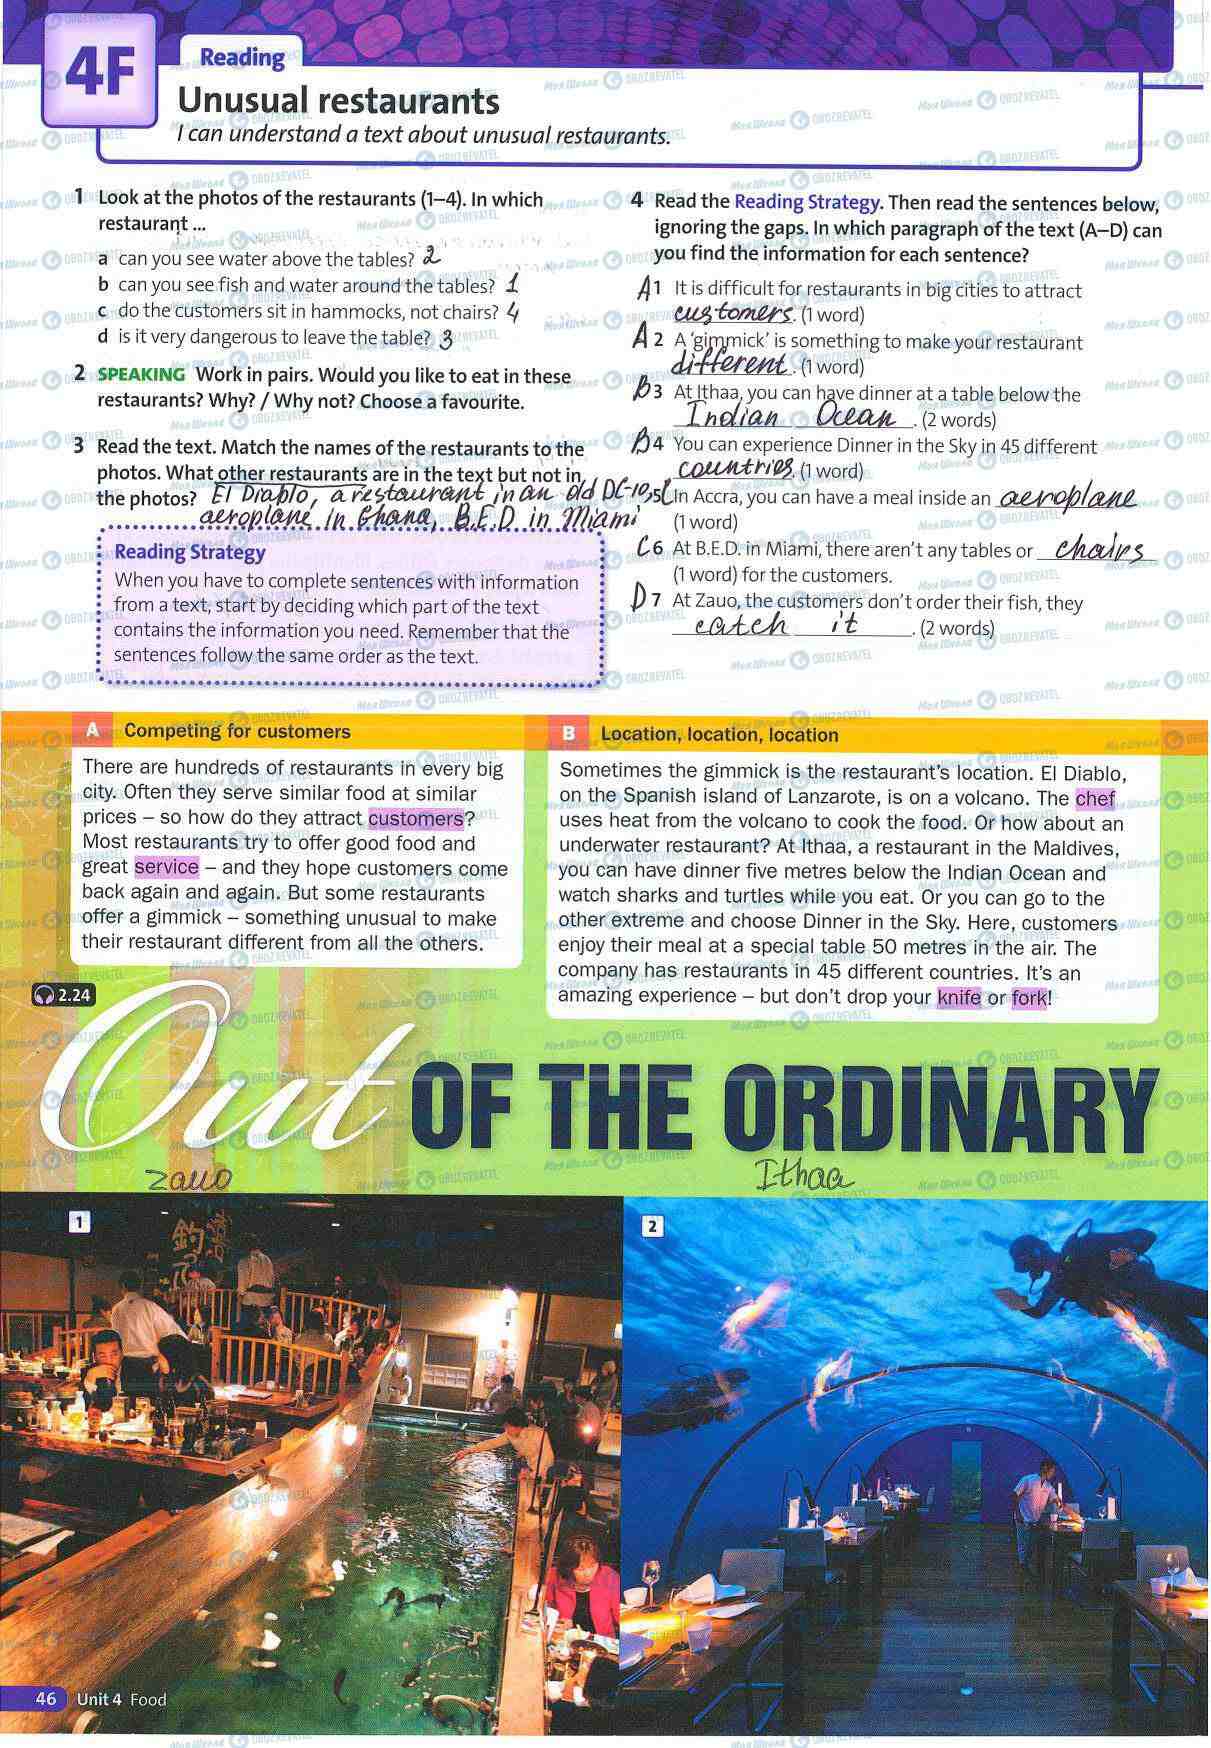 4F
Reading
Unusual restaurants
I can understand a text about unusual restaurants.
1 Look at the photos of the restaurants (1–4). In which
restaurant ...
a can you see water above the tables? 2
b can you see fish and water around the tables? 1
c do the customers sit in hammocks, not chairs? 4
d is it very dangerous to leave the table? 3
2 SPEAKING Work in pairs. Would you like to eat in these
restaurants? Why? / Why not? Choose a favourite.
3 Read the text. Match the names of the restaurants to the
photos. What other restaurants are in the text but not in
the photos? El Diablo, a restaurant in an old DC-10
aeroplane in Ghana, B.E.D in Miami
Reading Strategy
When you have to complete sentences with information
from a text, start by deciding which part of the text
contains the information you need. Remember that the
sentences follow the same order as the text.
4 Read the Reading Strategy. Then read the sentences below,
ignoring the gaps. In which paragraph of the text (A–D) can
you find the information for each sentence?
A 1 It is difficult for restaurants in big cities to attract
customers. (1 word)
A 2 A ‘gimmick’ is something to make your restaurant
different. (1 word)
B 3 At Ithaa, you can have dinner at a table below the
Indian Ocean. (2 words)
B 4 You can experience Dinner in the Sky in 45 different
countries. (1 word)
5 In Accra, you can have a meal inside an aeroplane
(1 word)
C 6 At B.E.D. in Miami, there aren’t any tables or chairs
(1 word) for the customers.
D 7 At Zauo, the customers don’t order their fish, they
catch it. (2 words)
A Competing for customers
There are hundreds of restaurants in every big
city. Often they serve similar food at similar
prices – so how do they attract customers?
Most restaurants try to offer good food and
great service – and they hope customers come
back again and again. But some restaurants
offer a gimmick – something unusual to make
their restaurant different from all the others.
B Location, location, location
Sometimes the gimmick is the restaurant’s location. El Diablo,
on the Spanish island of Lanzarote, is on a volcano. The chef
uses heat from the volcano to cook the food. Or how about an
underwater restaurant? At Ithaa, a restaurant in the Maldives,
you can have dinner five metres below the Indian Ocean and
watch sharks and turtles while you eat. Or you can go to the
other extreme and choose Dinner in the Sky. Here, customers
enjoy their meal at a special table 50 metres in the air. The
company has restaurants in 45 different countries. It’s an
amazing experience – but don’t drop your knife or fork!
2.24
Out OF THE ORDINARY
Zauo
Ithaa
1
2
46 Unit 4 Food